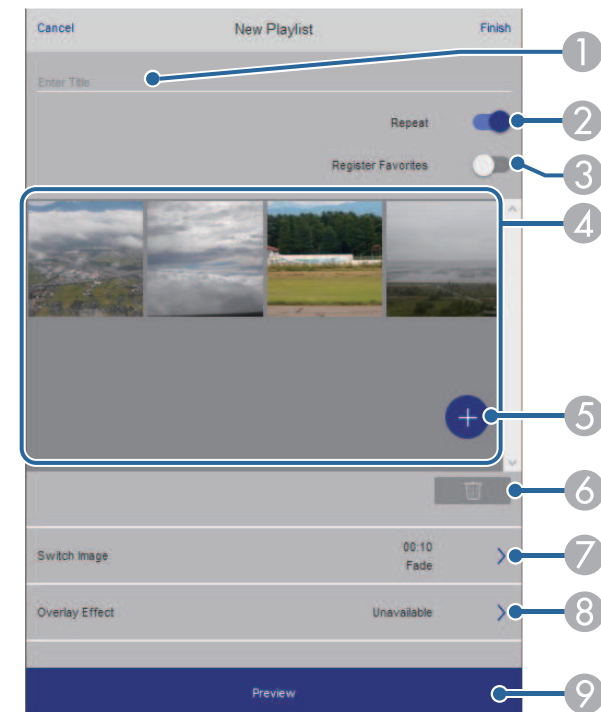 Cancel New Playlist Finish
1
Enter Title
Repeat 2
Register Favorites 3
4
+ 5
6
00:10
Switch Image 7
Fade
Overlay Effect Unavailable 8
Preview 9